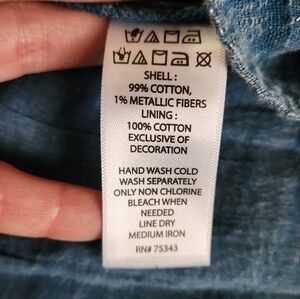 SHELL :
99% COTTON,
1% METALLIC FIBERS
LINING :
100% COTTON
EXCLUSIVE OF
DECORATION
HAND WASH COLD
WASH SEPARATELY
ONLY NON CHLORINE
BLEACH WHEN
NEEDED
LINE DRY
MEDIUM IRON
RN# 75343